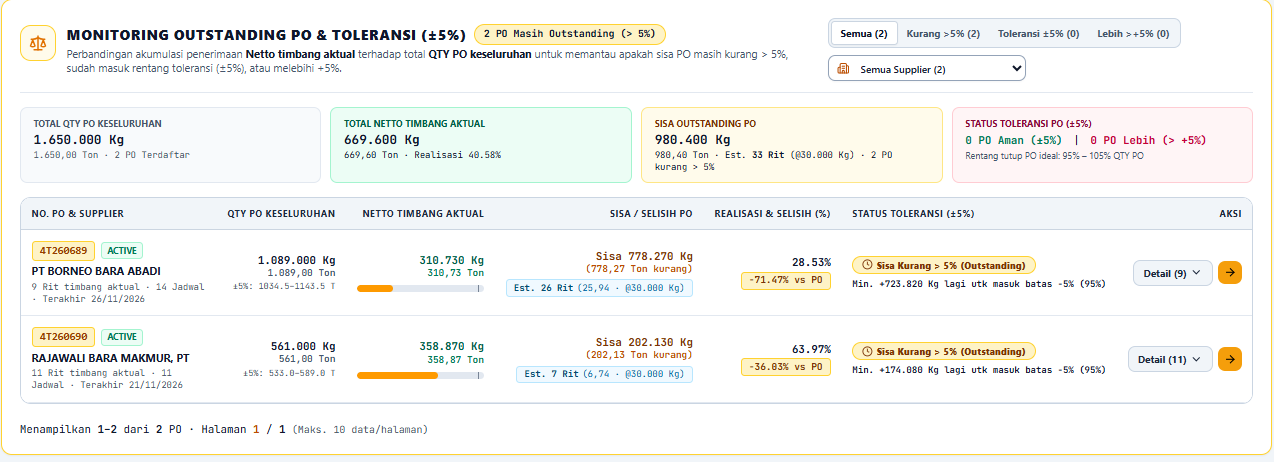 MONITORING OUTSTANDING PO & TOLERANSI (±5%)
2 PO Masih Outstanding (> 5%)
Perbandingan akumulasi penerimaan Netto timbang aktual terhadap total QTY PO keseluruhan untuk memantau apakah sisa PO masih kurang > 5%,
sudah masuk rentang toleransi (±5%), atau melebihi +5%.
Semua (2)
Kurang >5% (2)
Toleransi ±5% (0)
Lebih >+5% (0)
Semua Supplier (2)
TOTAL QTY PO KESELURUHAN
1.650.000 Kg
1.650,00 Ton · 2 PO Terdaftar
TOTAL NETTO TIMBANG AKTUAL
669.600 Kg
669,60 Ton · Realisasi 40.58%
SISA OUTSTANDING PO
980.400 Kg
980,40 Ton · Est. 33 Rit (@30.000 Kg) · 2 PO
kurang > 5%
STATUS TOLERANSI PO (±5%)
0 PO Aman (±5%) | 0 PO Lebih (> +5%)
Rentang tutup PO ideal: 95% – 105% QTY PO
NO. PO & SUPPLIER
QTY PO KESELURUHAN
NETTO TIMBANG AKTUAL
SISA / SELISIH PO
REALISASI & SELISIH (%)
STATUS TOLERANSI (±5%)
AKSI
4T260689 ACTIVE
PT BORNEO BARA ABADI
9 Rit timbang aktual · 14 Jadwal
· Terakhir 26/11/2026
1.089.000 Kg
1.089,00 Ton
±5%: 1034.5–1143.5 T
310.730 Kg
310,73 Ton
Sisa 778.270 Kg
(778,27 Ton kurang)
Est. 26 Rit (25,94 · @30.000 Kg)
28.53%
-71.47% vs PO
Sisa Kurang > 5% (Outstanding)
Min. +723.820 Kg lagi utk masuk batas -5% (95%)
Detail (9)
4T260690 ACTIVE
RAJAWALI BARA MAKMUR, PT
11 Rit timbang aktual · 11
Jadwal · Terakhir 21/11/2026
561.000 Kg
561,00 Ton
±5%: 533.0–589.0 T
358.870 Kg
358,87 Ton
Sisa 202.130 Kg
(202,13 Ton kurang)
Est. 7 Rit (6,74 · @30.000 Kg)
63.97%
-36.03% vs PO
Sisa Kurang > 5% (Outstanding)
Min. +174.080 Kg lagi utk masuk batas -5% (95%)
Detail (11)
Menampilkan 1–2 dari 2 PO · Halaman 1 / 1 (Maks. 10 data/halaman)